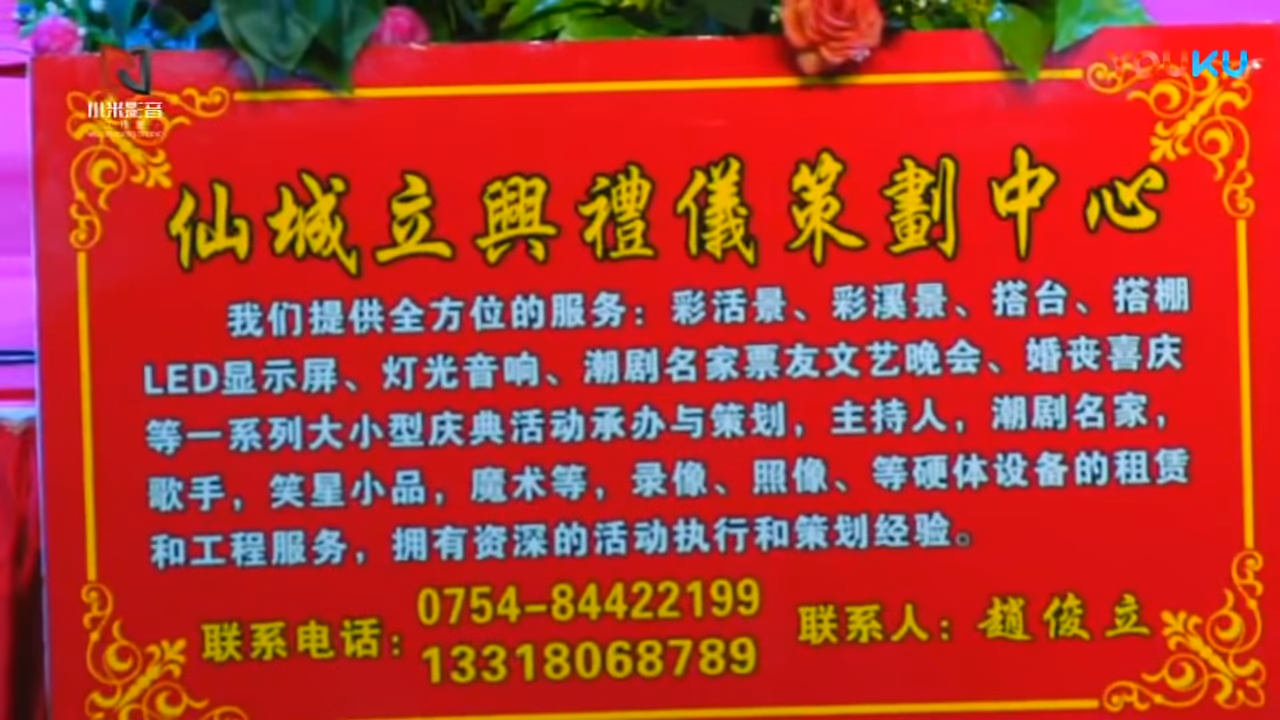 小米影音
YOUKU
仙城立興禮儀策劃中心
我们提供全方位的服务：彩活景、彩溪景、搭台、搭棚
LED显示屏、灯光音响、潮剧名家票友文艺晚会、婚丧喜庆
等一系列大小型庆典活动承办与策划，主持人，潮剧名家，
歌手，笑星小品，魔术等，录像、照像、等硬体设备的租赁
和工程服务，拥有资深的活动执行和策划经验。
联系电话：0754-84422199
13318068789
联系人：趙俊立